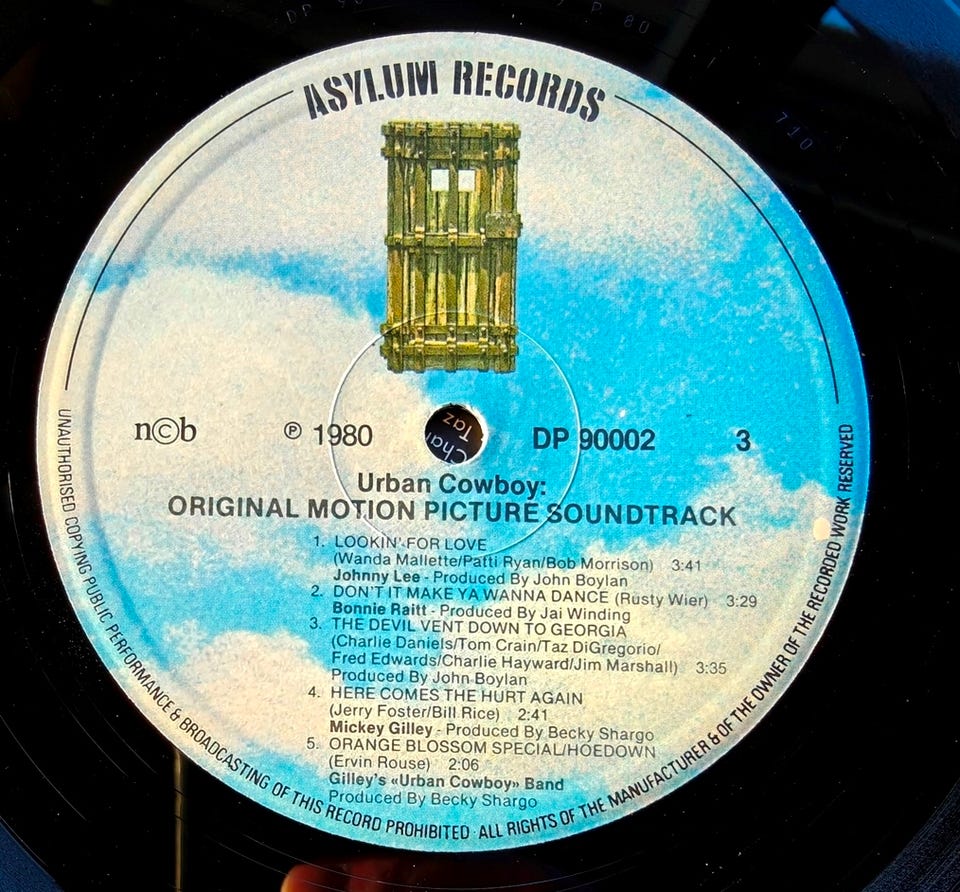 DP 90
P 80
710
ASYLUM RECORDS
n©b ℗ 1980 DP 90002 3
Cha
Taz
Urban Cowboy:
ORIGINAL MOTION PICTURE SOUNDTRACK
1. LOOKIN' FOR LOVE
(Wanda Mallette/Patti Ryan/Bob Morrison) 3:41
Johnny Lee - Produced By John Boylan
2. DON'T IT MAKE YA WANNA DANCE (Rusty Wier) 3:29
Bonnie Raitt - Produced By Jai Winding
3. THE DEVIL VENT DOWN TO GEORGIA
(Charlie Daniels/Tom Crain/Taz DiGregorio/
Fred Edwards/Charlie Hayward/Jim Marshall) 3:35
Produced By John Boylan
4. HERE COMES THE HURT AGAIN
(Jerry Foster/Bill Rice) 2:41
Mickey Gilley - Produced By Becky Shargo
5. ORANGE BLOSSOM SPECIAL/HOEDOWN
(Ervin Rouse) 2:06
Gilley's «Urban Cowboy» Band
Produced By Becky Shargo
UNAUTHORISED COPYING PUBLIC PERFORMANCE & BROADCASTING OF THIS RECORD PROHIBITED · ALL RIGHTS OF THE MANUFACTURER & OF THE OWNER OF THE RECORDED WORK RESERVED